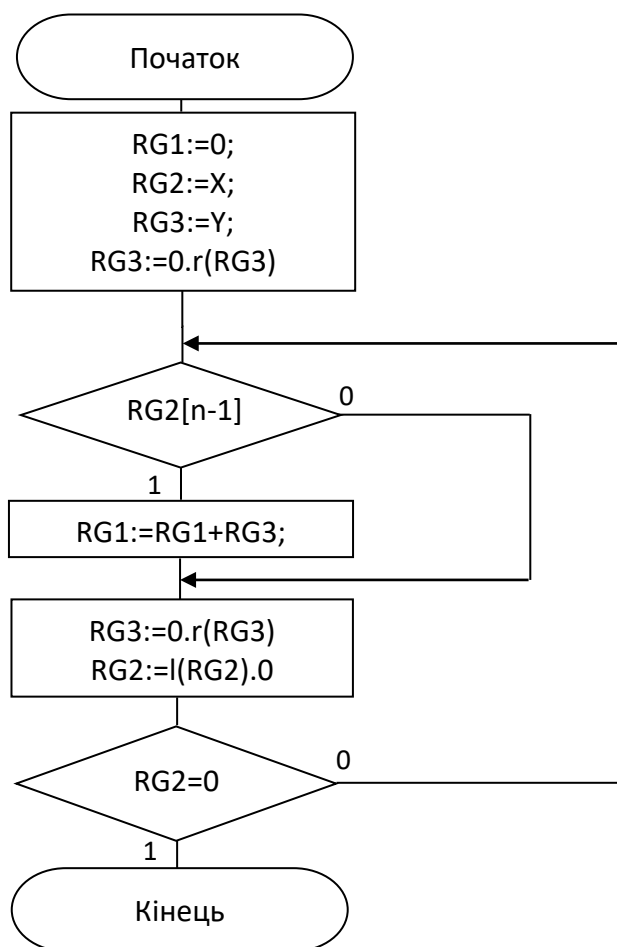 Початок
RG1:=0;
RG2:=X;
RG3:=Y;
RG3:=0.r(RG3)
RG2[n-1]
0
1
RG1:=RG1+RG3;
RG3:=0.r(RG3)
RG2:=l(RG2).0
RG2=0
0
1
Кінець